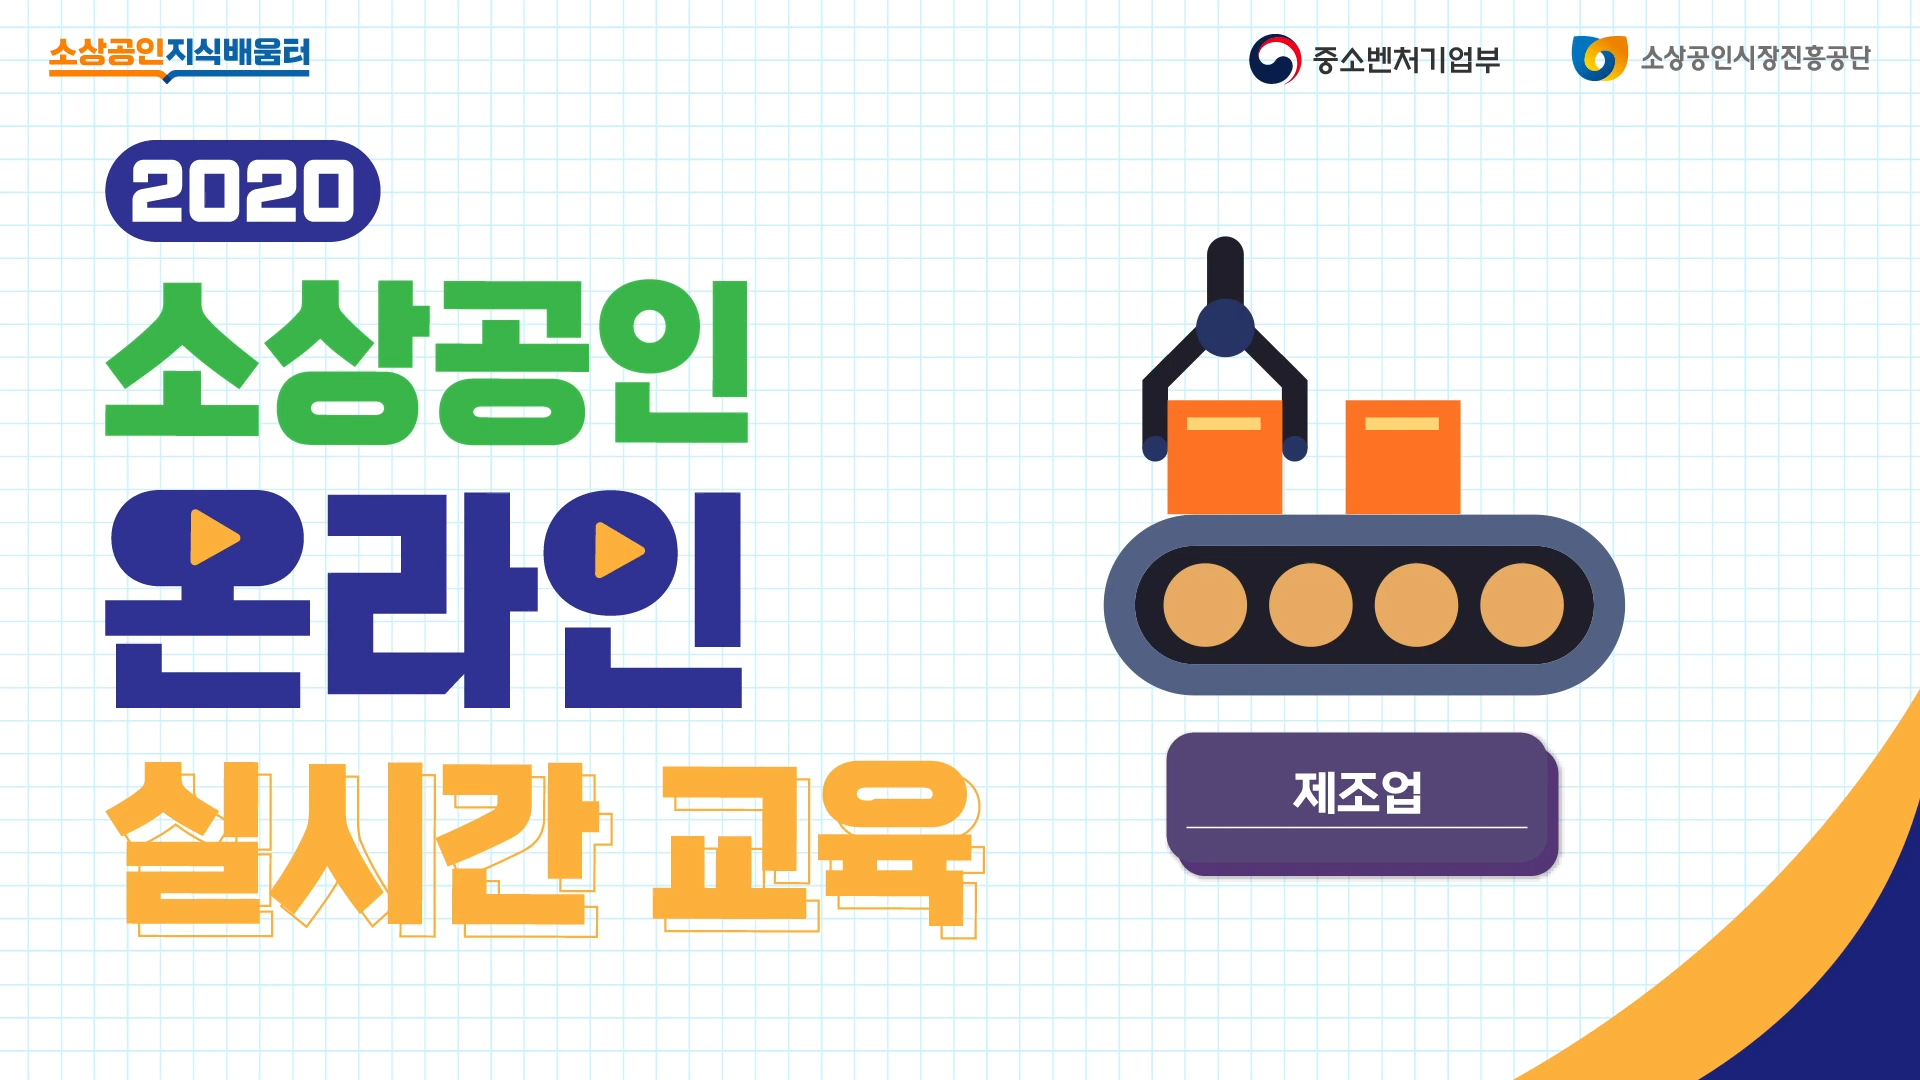 소상공인지식배움터
중소벤처기업부
소상공인시장진흥공단
2020
소상공인
온라인
실시간 교육
제조업